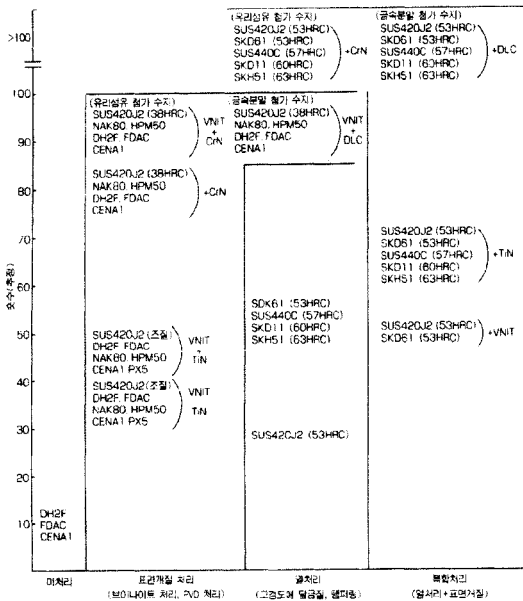 (유리섬유 첨가 수지)
SUS420J2 (53HRC)
SKD61 (53HRC)
SUS440C (57HRC)
SKD11 (60HRC)
SKH51 (63HRC)
+CrN
(금속분말 첨가 수지)
SUS420J2 (53HRC)
SKD61 (53HRC)
SUS440C (57HRC)
SKD11 (60HRC)
SKH51 (63HRC)
+DLC
>100
100
90
80
70
60
50
40
30
20
10
숏수(추정)
(유리섬유 첨가 수지)
SUS420J2 (38HRC)
NAK80, HPM50
DH2F, FDAC
CENA1
VNIT
+
CrN
(금속분말 첨가 수지)
SUS420J2 (38HRC)
NAK80, HPM50
DH2F, FDAC
CENA1
VNIT
+
DLC
SUS420J2 (38HRC)
NAK80, HPM50
DH2F, FDAC
CENA1
+CrN
SUS420J2 (53HRC)
SKD61 (53HRC)
SUS440C (57HRC)
SKD11 (60HRC)
SKH51 (63HRC)
+TiN
SDK61 (53HRC)
SUS440C (57HRC)
SKD11 (60HRC)
SKH51 (63HRC)
SUS420J2 (53HRC)
SKD61 (53HRC)
+VNIT
SUS420J2 (조질)
DH2F, FDAC
NAK80, HPM50
CENA1 PX5
VNIT
+
TiN
SUS420J2 (조질)
DH2F, FDAC
NAK80, HPM50
CENA1 PX5
VNIT
TiN
SUS420J2 (53HRC)
DH2F
FDAC
CENA1
미처리
표면개질 처리
(브이나이트 처리, PVD 처리)
열처리
(고경도에 담금질, 템퍼링)
복합처리
(열처리+표면개질)